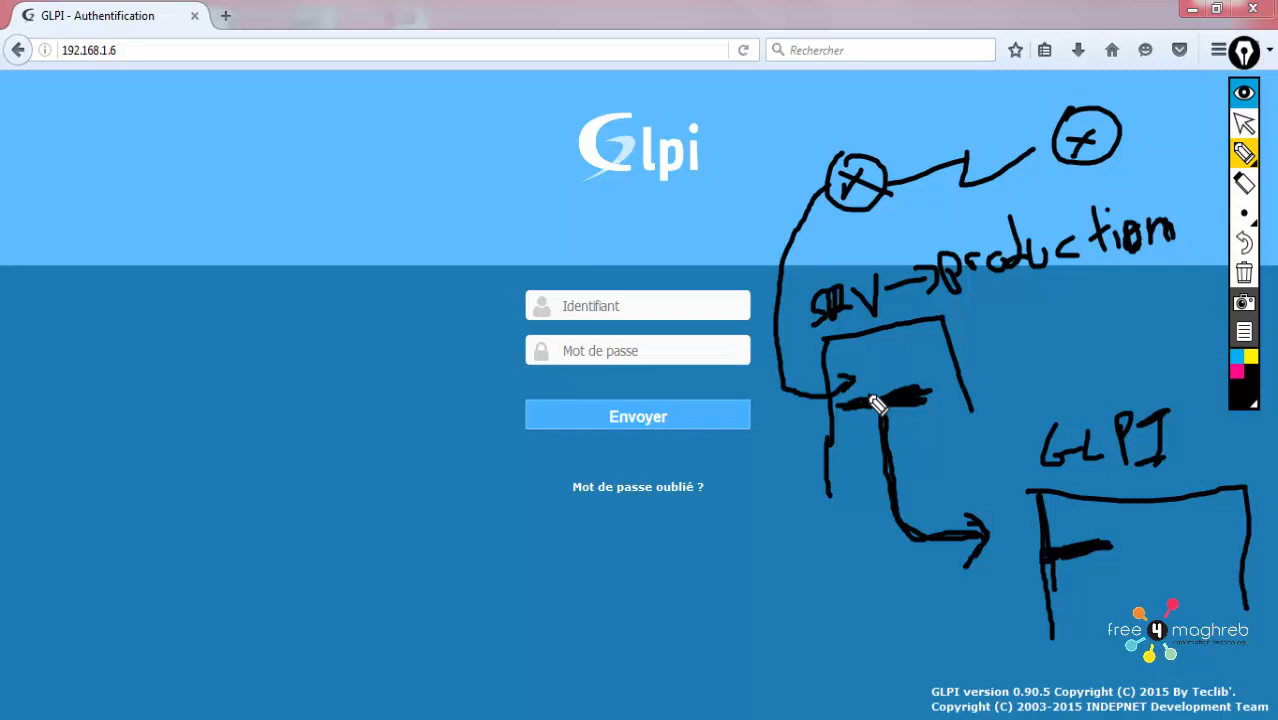 GLPI - Authentification
192.168.1.6
Rechercher
Glpi
SRV → production
Identifiant
Mot de passe
Envoyer
GLPI
Mot de passe oublié ?
free 4 maghreb
information technology
GLPI version 0.90.5 Copyright (C) 2015 By Teclib'.
Copyright (C) 2003-2015 INDEPNET Development Team